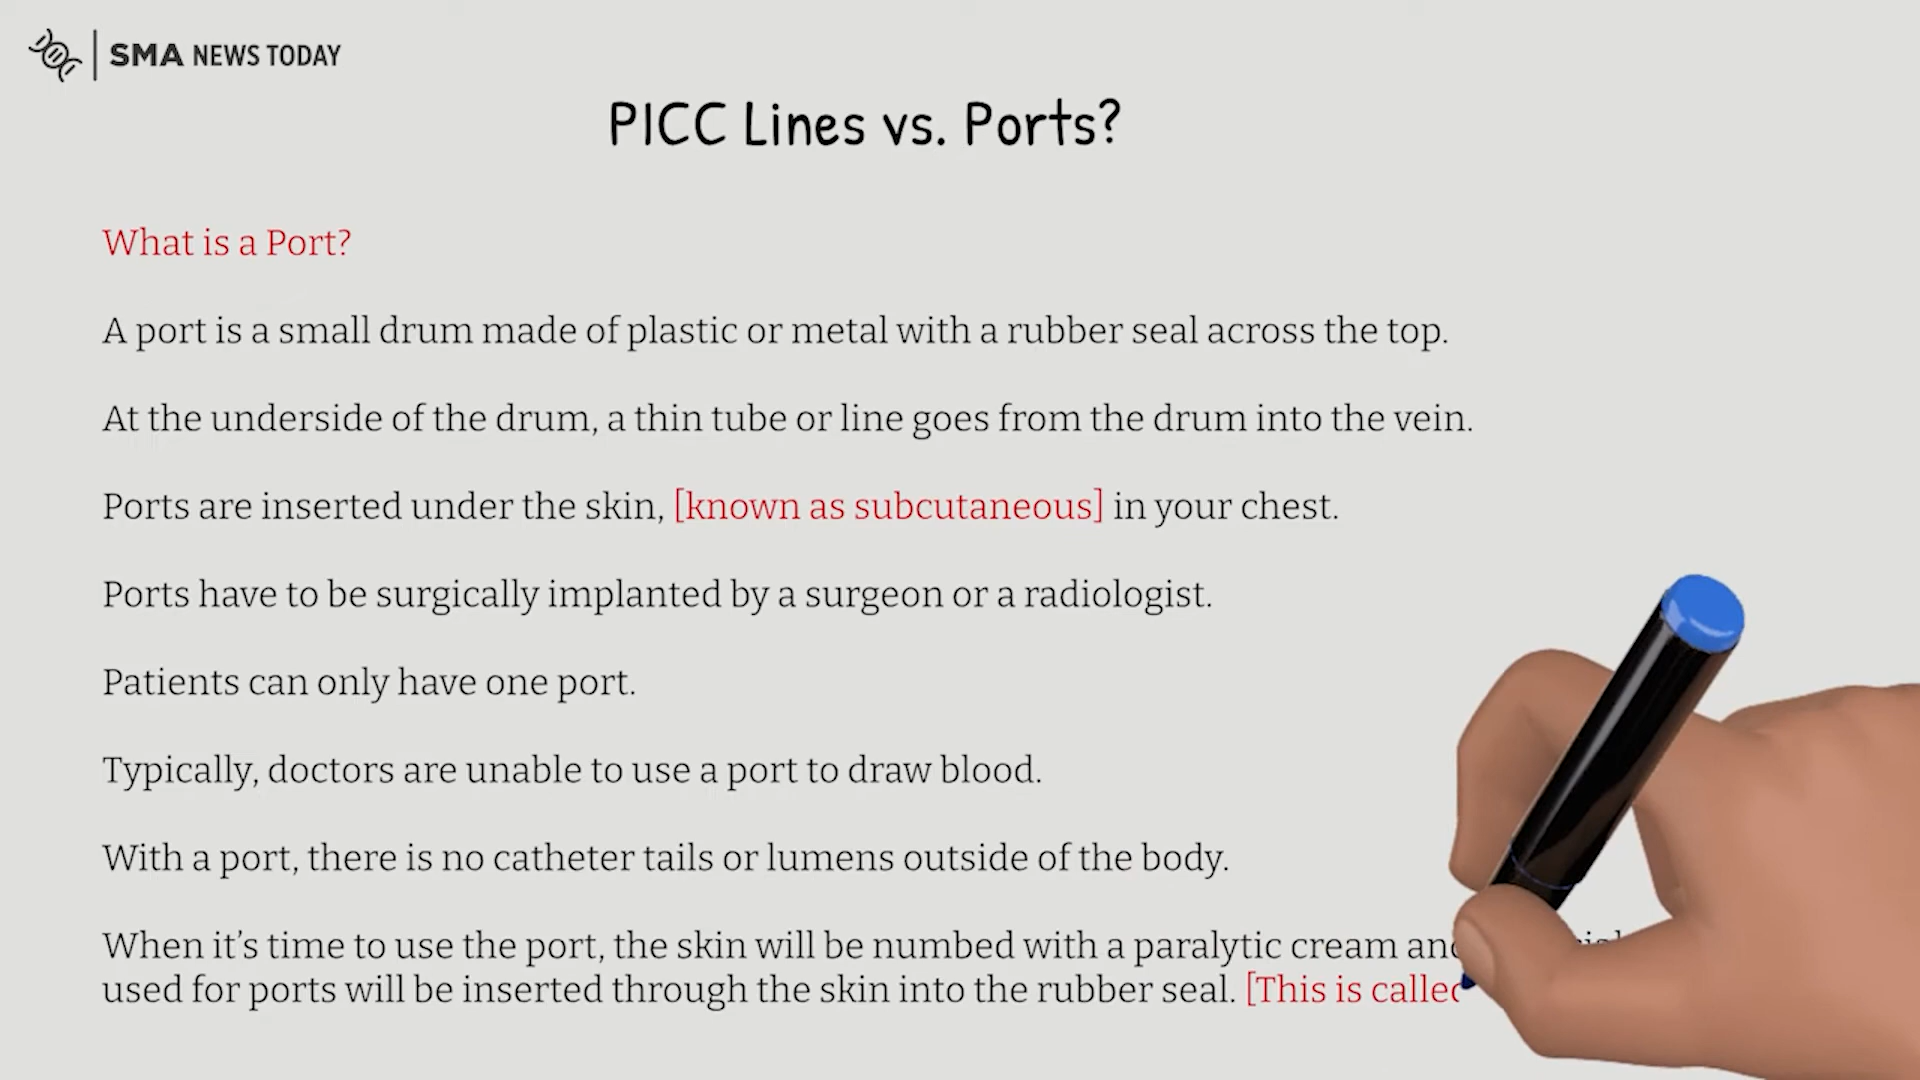 SMA NEWS TODAY
PICC Lines vs. Ports?
What is a Port?
A port is a small drum made of plastic or metal with a rubber seal across the top.
At the underside of the drum, a thin tube or line goes from the drum into the vein.
Ports are inserted under the skin, [known as subcutaneous] in your chest.
Ports have to be surgically implanted by a surgeon or a radiologist.
Patients can only have one port.
Typically, doctors are unable to use a port to draw blood.
With a port, there is no catheter tails or lumens outside of the body.
When it’s time to use the port, the skin will be numbed with a paralytic cream
used for ports will be inserted through the skin into the rubber seal. [This is